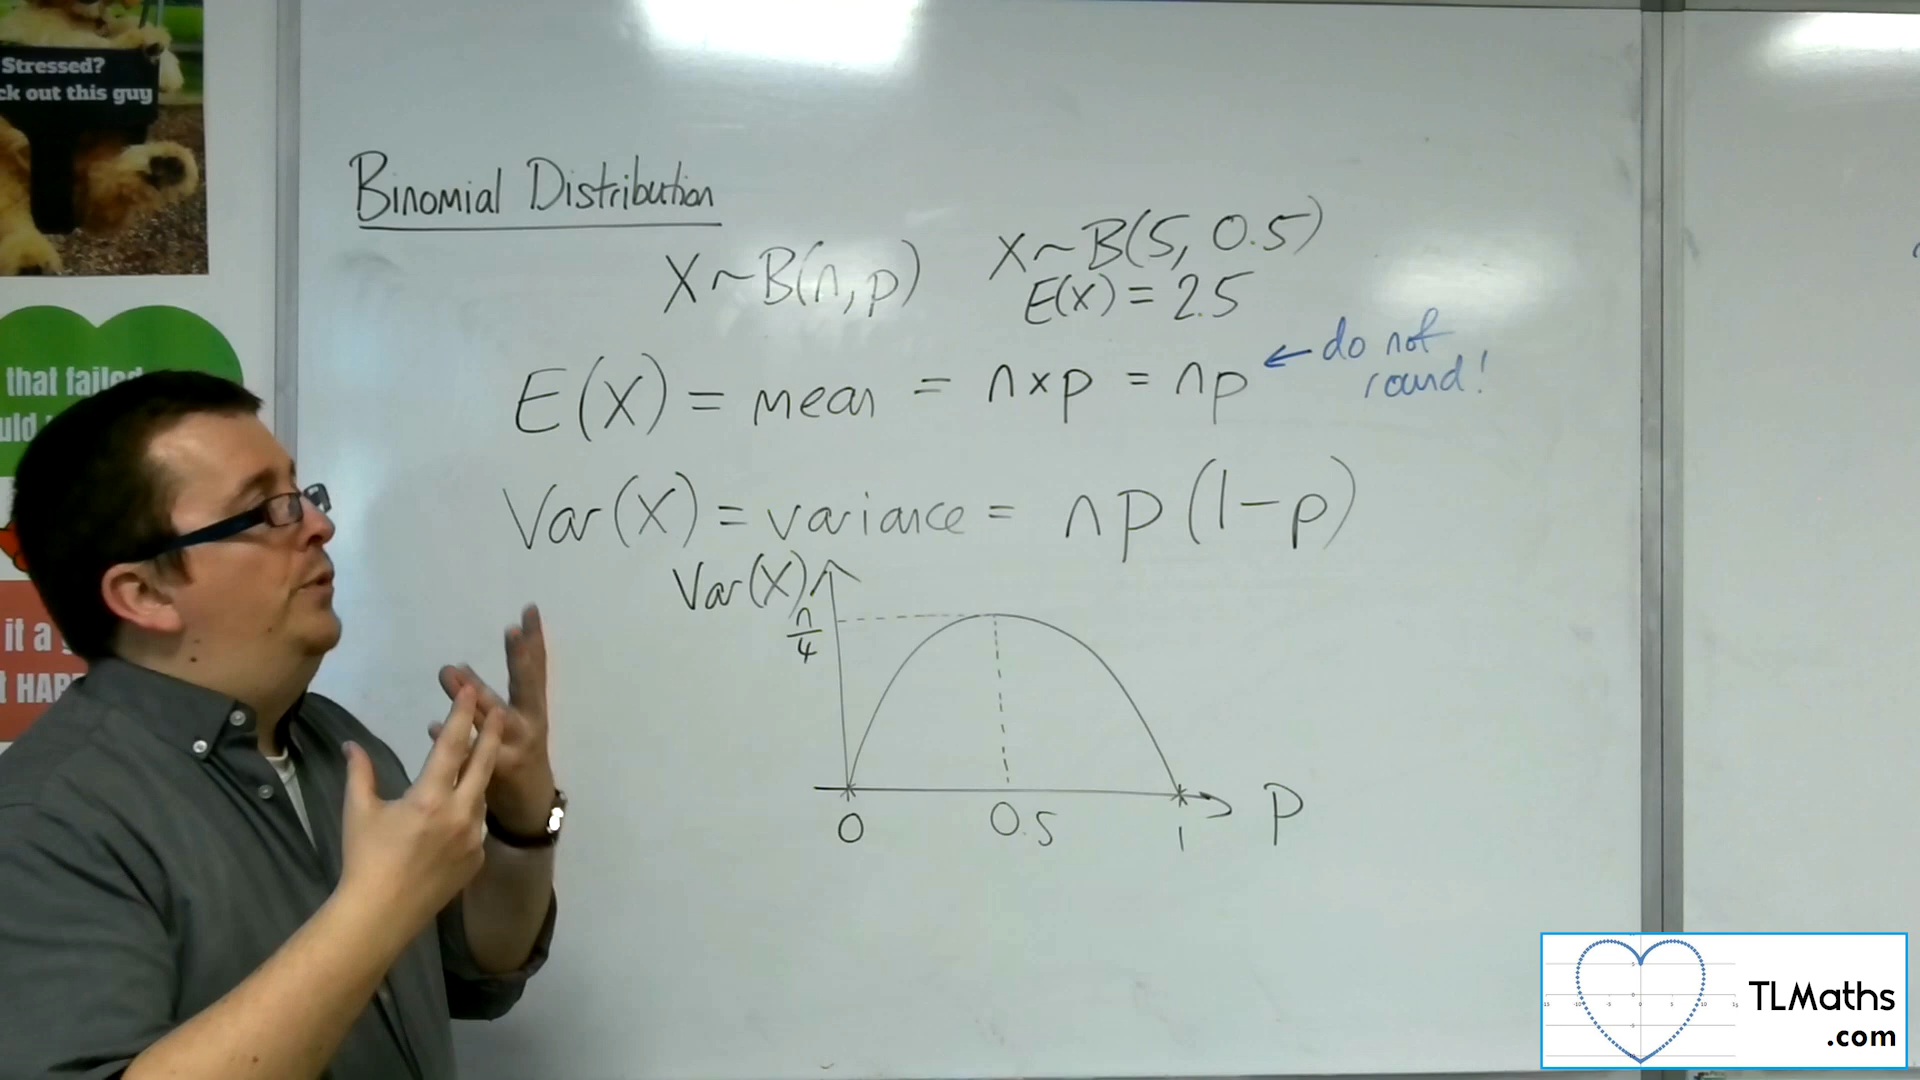 Stressed?
ck out this guy
that failed
uld
it a
t HAP
Binomial Distribution
X~B(n,p)
X~B(5, 0.5)
E(X) = 2.5
E(X) = mean = n×p = np
← do not
round!
Var(X) = variance = np(1-p)
Var(X)
n/4
0
0.5
1
P
TLMaths
.com